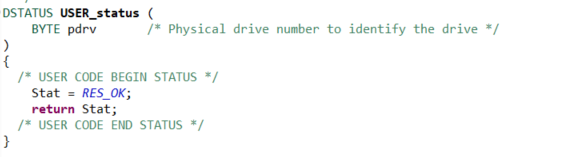 DSTATUS USER_status (
BYTE pdrv /* Physical drive number to identify the drive */
)
{
/* USER CODE BEGIN STATUS */
Stat = RES_OK;
return Stat;
/* USER CODE END STATUS */
}